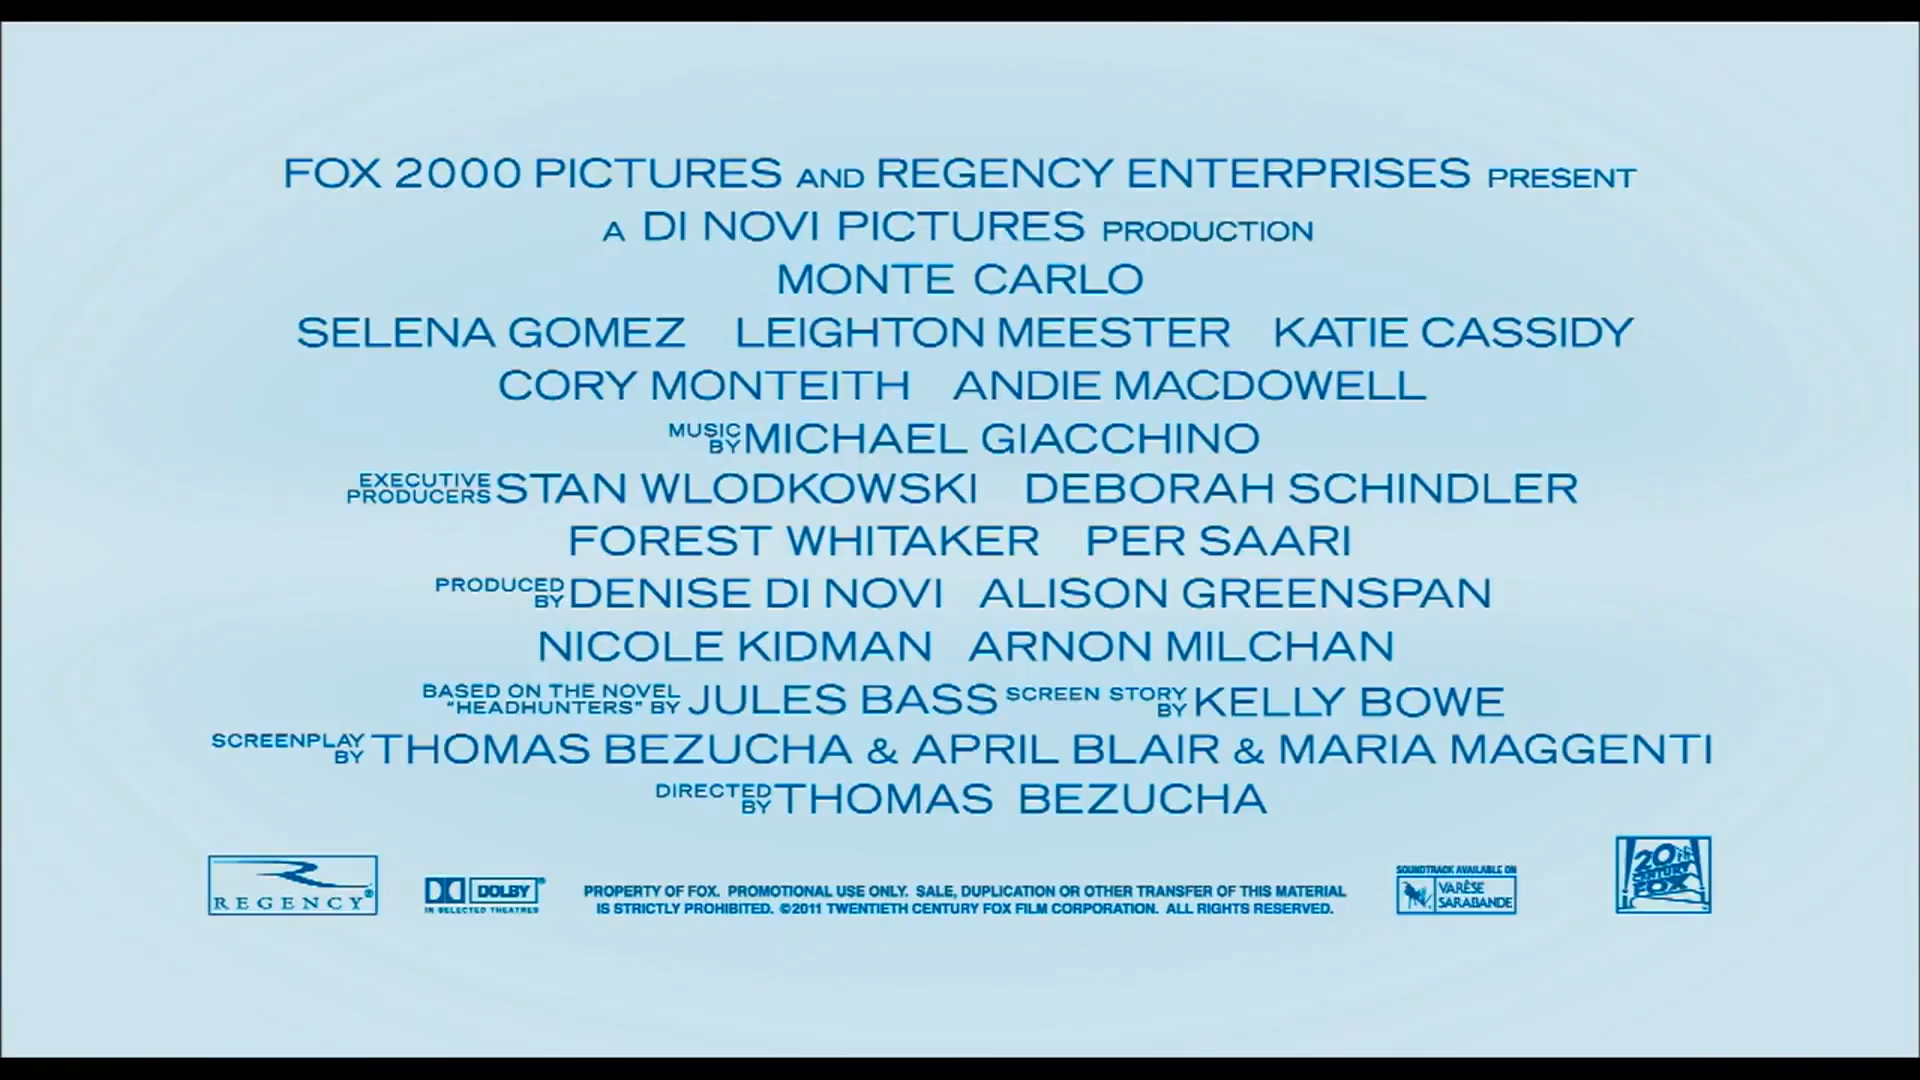 FOX 2000 PICTURES AND REGENCY ENTERPRISES PRESENT
A DI NOVI PICTURES PRODUCTION
MONTE CARLO
SELENA GOMEZ LEIGHTON MEESTER KATIE CASSIDY
CORY MONTEITH ANDIE MACDOWELL
MUSIC BY MICHAEL GIACCHINO
EXECUTIVE PRODUCERS STAN WLODKOWSKI DEBORAH SCHINDLER
FOREST WHITAKER PER SAARI
PRODUCED BY DENISE DI NOVI ALISON GREENSPAN
NICOLE KIDMAN ARNON MILCHAN
BASED ON THE NOVEL "HEADHUNTERS" BY JULES BASS SCREEN STORY BY KELLY BOWE
SCREENPLAY BY THOMAS BEZUCHA & APRIL BLAIR & MARIA MAGGENTI
DIRECTED BY THOMAS BEZUCHA
REGENCY®
DOLBY®
IN SELECTED THEATRES
PROPERTY OF FOX. PROMOTIONAL USE ONLY. SALE, DUPLICATION OR OTHER TRANSFER OF THIS MATERIAL
IS STRICTLY PROHIBITED. ©2011 TWENTIETH CENTURY FOX FILM CORPORATION. ALL RIGHTS RESERVED.
SOUNDTRACK AVAILABLE ON
VARÈSE
SARABANDE
20TH
CENTURY
FOX